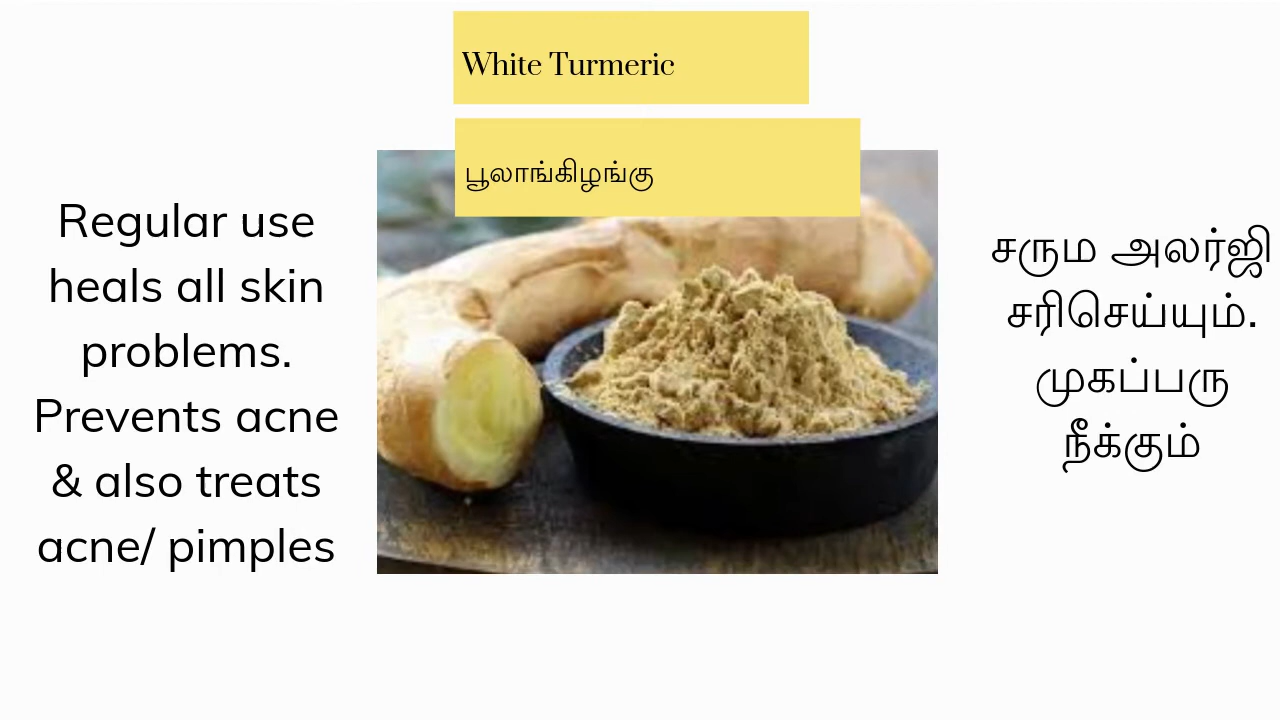 White Turmeric
பூலாங்கிழங்கு
Regular use
heals all skin
problems.
Prevents acne
& also treats
acne/ pimples
சரும அலர்ஜி
சரிசெய்யும்.
முகப்பரு
நீக்கும்